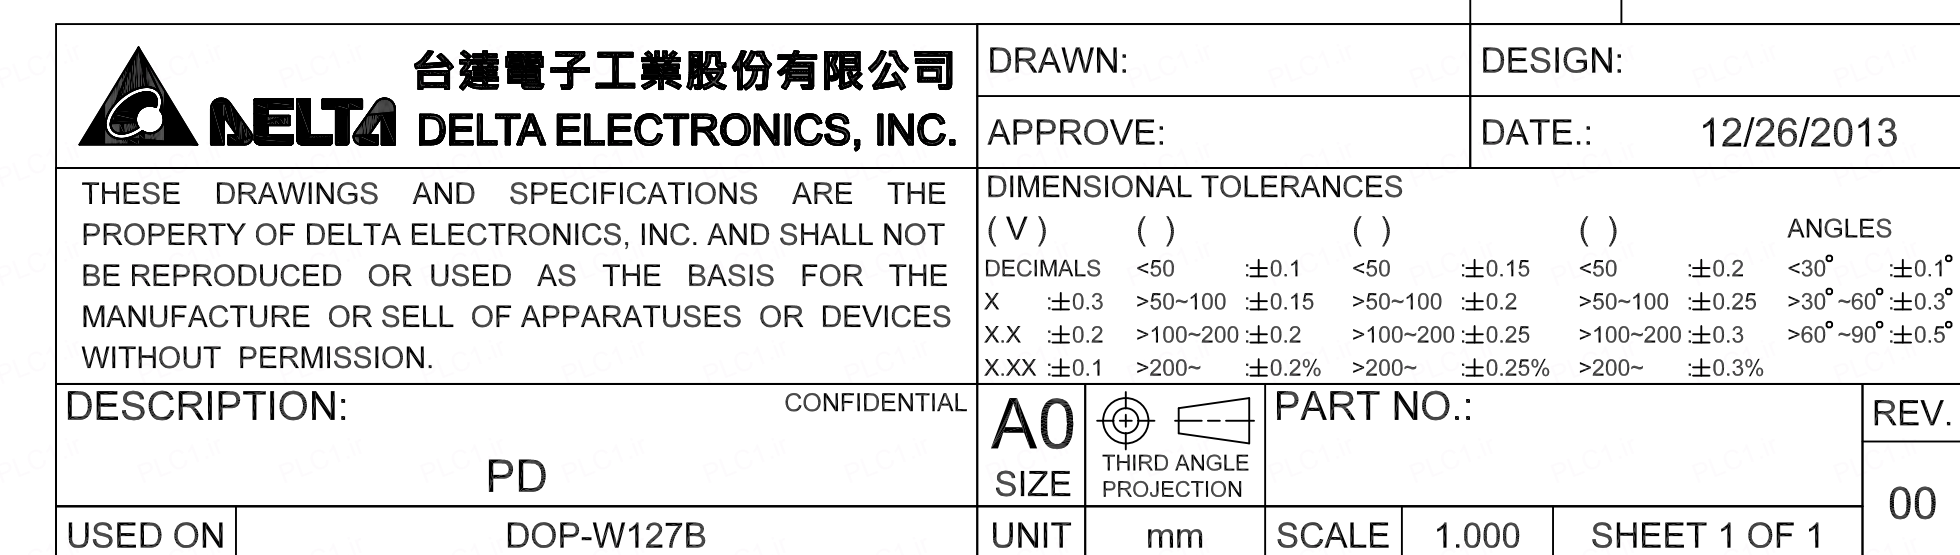 台達電子工業股份有限公司
DELTA DELTA ELECTRONICS, INC.
DRAWN:
DESIGN:
APPROVE:
DATE.: 12/26/2013
THESE DRAWINGS AND SPECIFICATIONS ARE THE
PROPERTY OF DELTA ELECTRONICS, INC. AND SHALL NOT
BE REPRODUCED OR USED AS THE BASIS FOR THE
MANUFACTURE OR SELL OF APPARATUSES OR DEVICES
WITHOUT PERMISSION.
DIMENSIONAL TOLERANCES
( V ) ( ) ( ) ( ) ANGLES
DECIMALS <50 :±0.1 <50 :±0.15 <50 :±0.2 <30° :±0.1°
X :±0.3 >50~100 :±0.15 >50~100 :±0.2 >50~100 :±0.25 >30°~60° :±0.3°
X.X :±0.2 >100~200 :±0.2 >100~200 :±0.25 >100~200 :±0.3 >60°~90° :±0.5°
X.XX :±0.1 >200~ :±0.2% >200~ :±0.25% >200~ :±0.3%
DESCRIPTION: CONFIDENTIAL
PD
A0
SIZE
THIRD ANGLE
PROJECTION
PART NO.:
REV.
00
USED ON DOP-W127B
UNIT mm SCALE 1.000 SHEET 1 OF 1
PLC1.ir